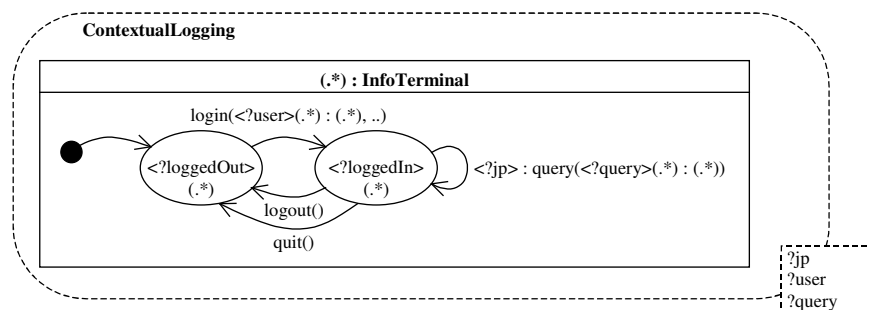 ContextualLogging
(.*) : InfoTerminal
login(<?user>(.*) : (.*), ..)
<?loggedOut>
(.*)
<?loggedIn>
(.*)
<?jp> : query(<?query>(.*) : (.*))
logout()
quit()
?jp
?user
?query